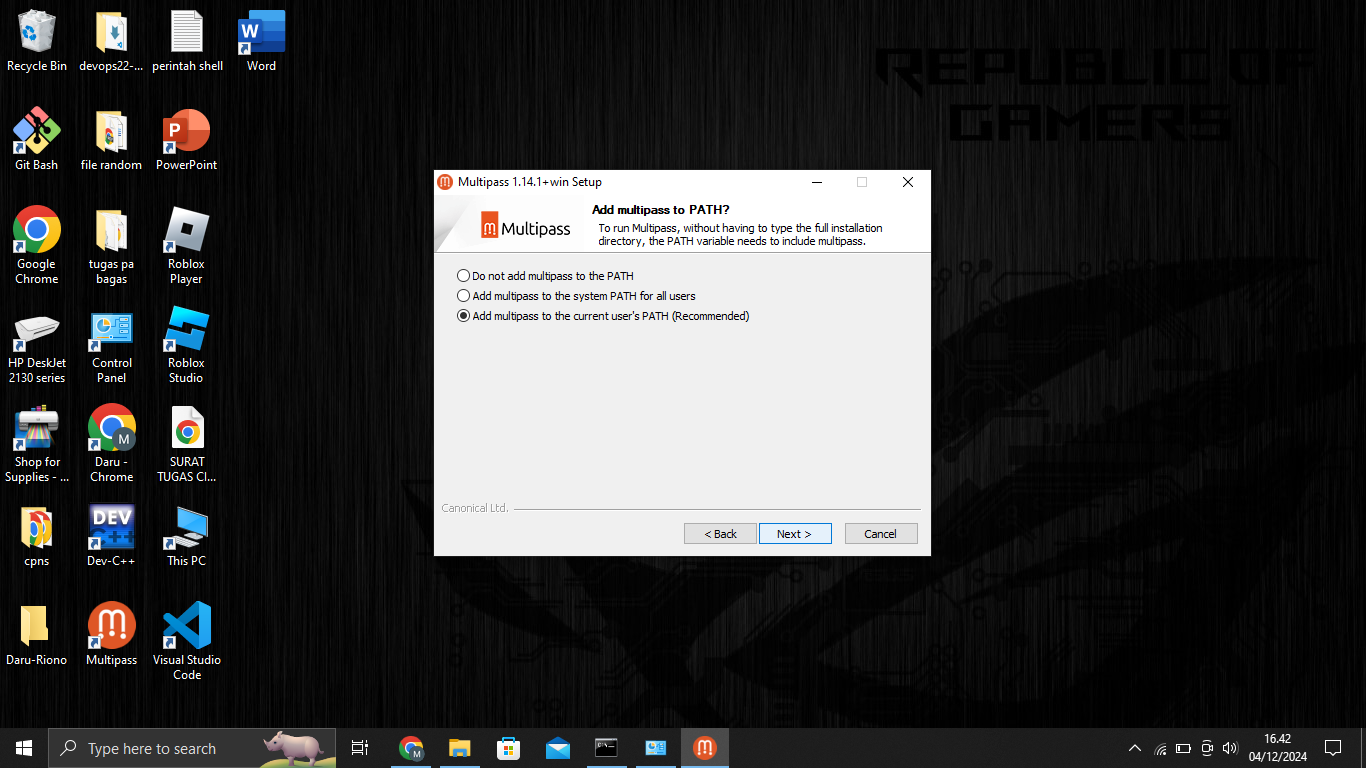 Recycle Bin
devops22-...
perintah shell
Word
REPUBLIC OF
GAMERS
Git Bash
file random
PowerPoint
Google
Chrome
tugas pa
bagas
Roblox
Player
HP DeskJet
2130 series
Control
Panel
Roblox
Studio
Shop for
Supplies - ...
Daru -
Chrome
SURAT
TUGAS CI...
cpns
DEV
C++
Dev-C++
This PC
Daru-Riono
Multipass
Visual Studio
Code
Multipass 1.14.1+win Setup
Multipass
Add multipass to PATH?
To run Multipass, without having to type the full installation
directory, the PATH variable needs to include multipass.
Do not add multipass to the PATH
Add multipass to the system PATH for all users
Add multipass to the current user's PATH (Recommended)
Canonical Ltd.
< Back
Next >
Cancel
Type here to search
16.42
04/12/2024